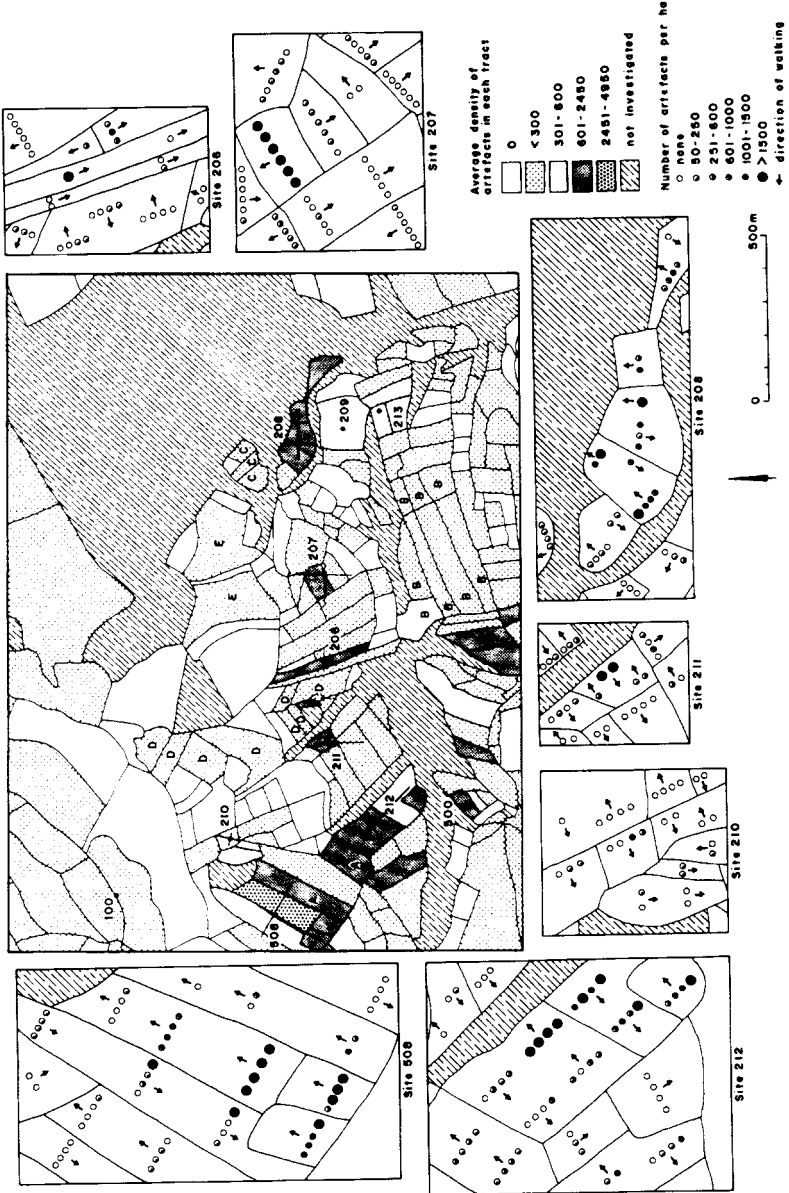 Site 206
Site 207
Average density of
artefacts in each tract
0
<300
301-600
601-2450
2451-4950
not investigated
Number of artefacts per he
none
50-250
251-600
601-1000
1001-1500
>1500
direction of walking
100
D
D
D
D
D
D
D
210
508
A
A
212
211
500
206
207
E
E
C
C
C
208
209
213
B
B
B
B
B
B
B
Site 508
Site 212
Site 210
Site 211
Site 208
0
500m